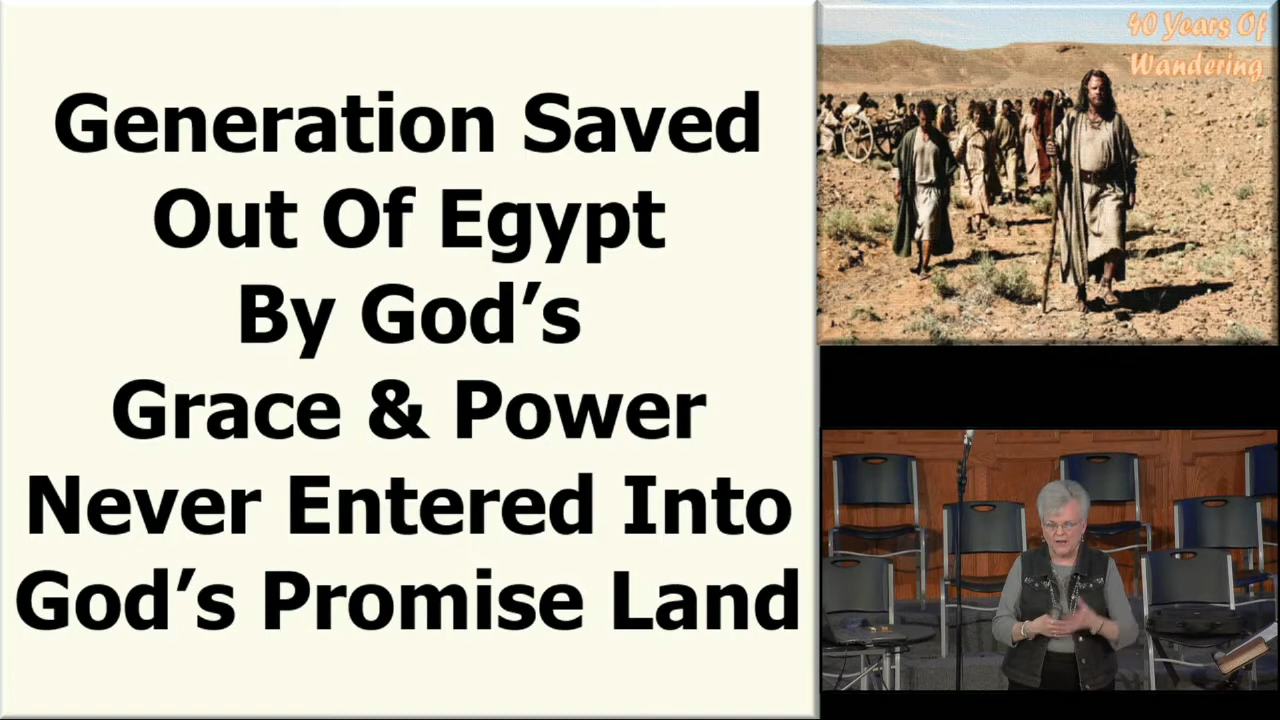 Generation Saved
Out Of Egypt
By God’s
Grace & Power
Never Entered Into
God’s Promise Land
40 Years Of
Wandering